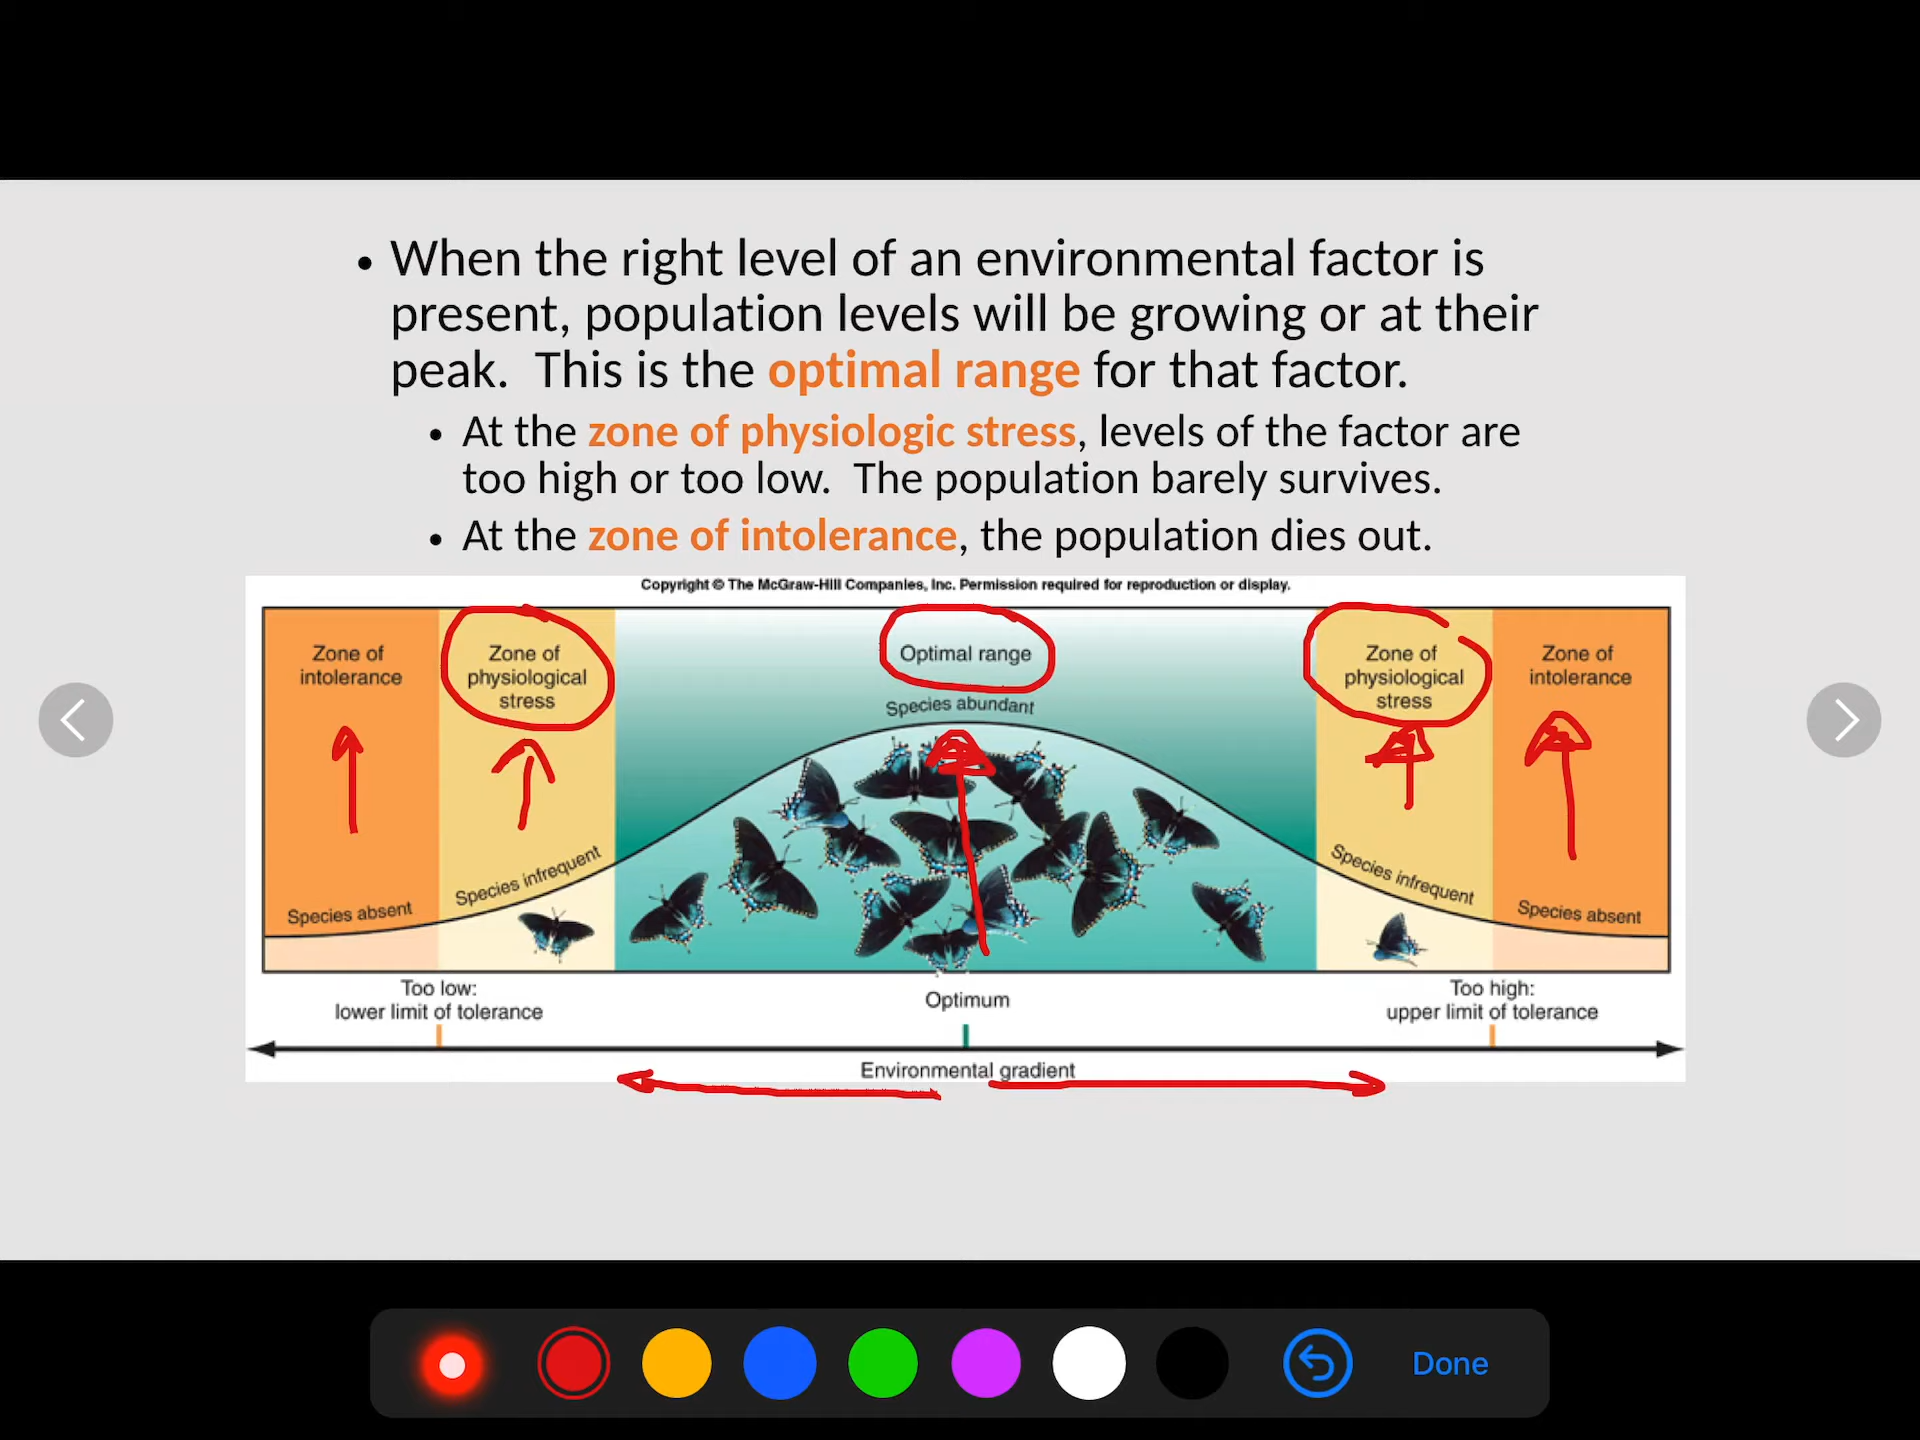 • When the right level of an environmental factor is
present, population levels will be growing or at their
peak.  This is the optimal range for that factor.
• At the zone of physiologic stress, levels of the factor are
too high or too low.  The population barely survives.
• At the zone of intolerance, the population dies out.
Copyright © The McGraw-Hill Companies, Inc. Permission required for reproduction or display.
Zone of
intolerance
Zone of
physiological
stress
Optimal range
Zone of
physiological
stress
Zone of
intolerance
Species abundant
Species absent
Species infrequent
Species infrequent
Species absent
Too low:
lower limit of tolerance
Optimum
Too high:
upper limit of tolerance
Environmental gradient
Done